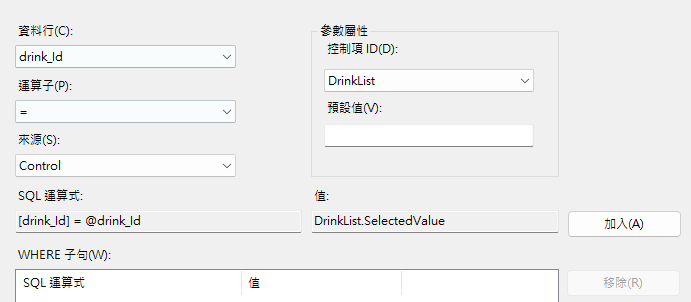 資料行(C):
drink_Id
運算子(P):
=
來源(S):
Control
參數屬性
控制項 ID(D):
DrinkList
預設值(V):
SQL 運算式:
[drink_Id] = @drink_Id
值:
DrinkList.SelectedValue
加入(A)
WHERE 子句(W):
SQL 運算式
值
移除(R)